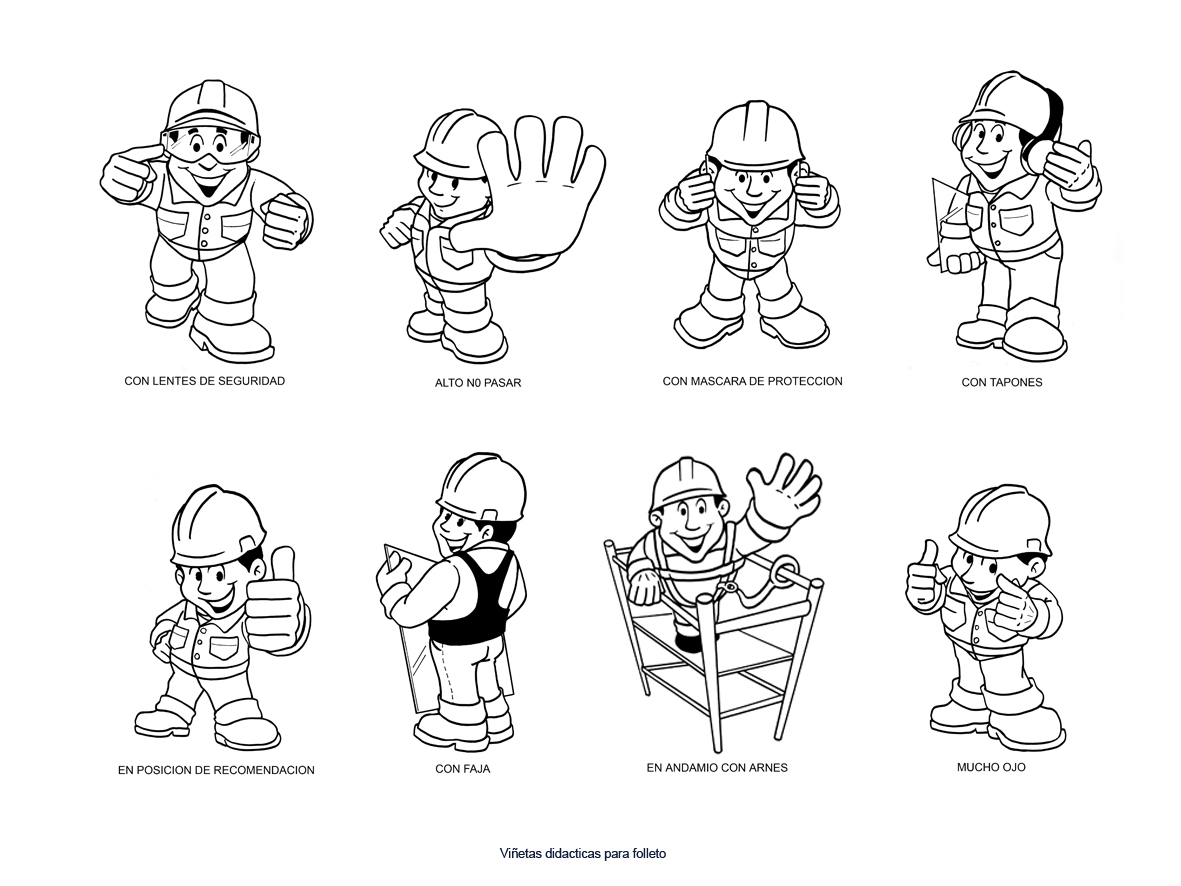 CON LENTES DE SEGURIDAD
ALTO N0 PASAR
CON MASCARA DE PROTECCION
CON TAPONES
EN POSICION DE RECOMENDACION
CON FAJA
EN ANDAMIO CON ARNES
MUCHO OJO
Viñetas didacticas para folleto